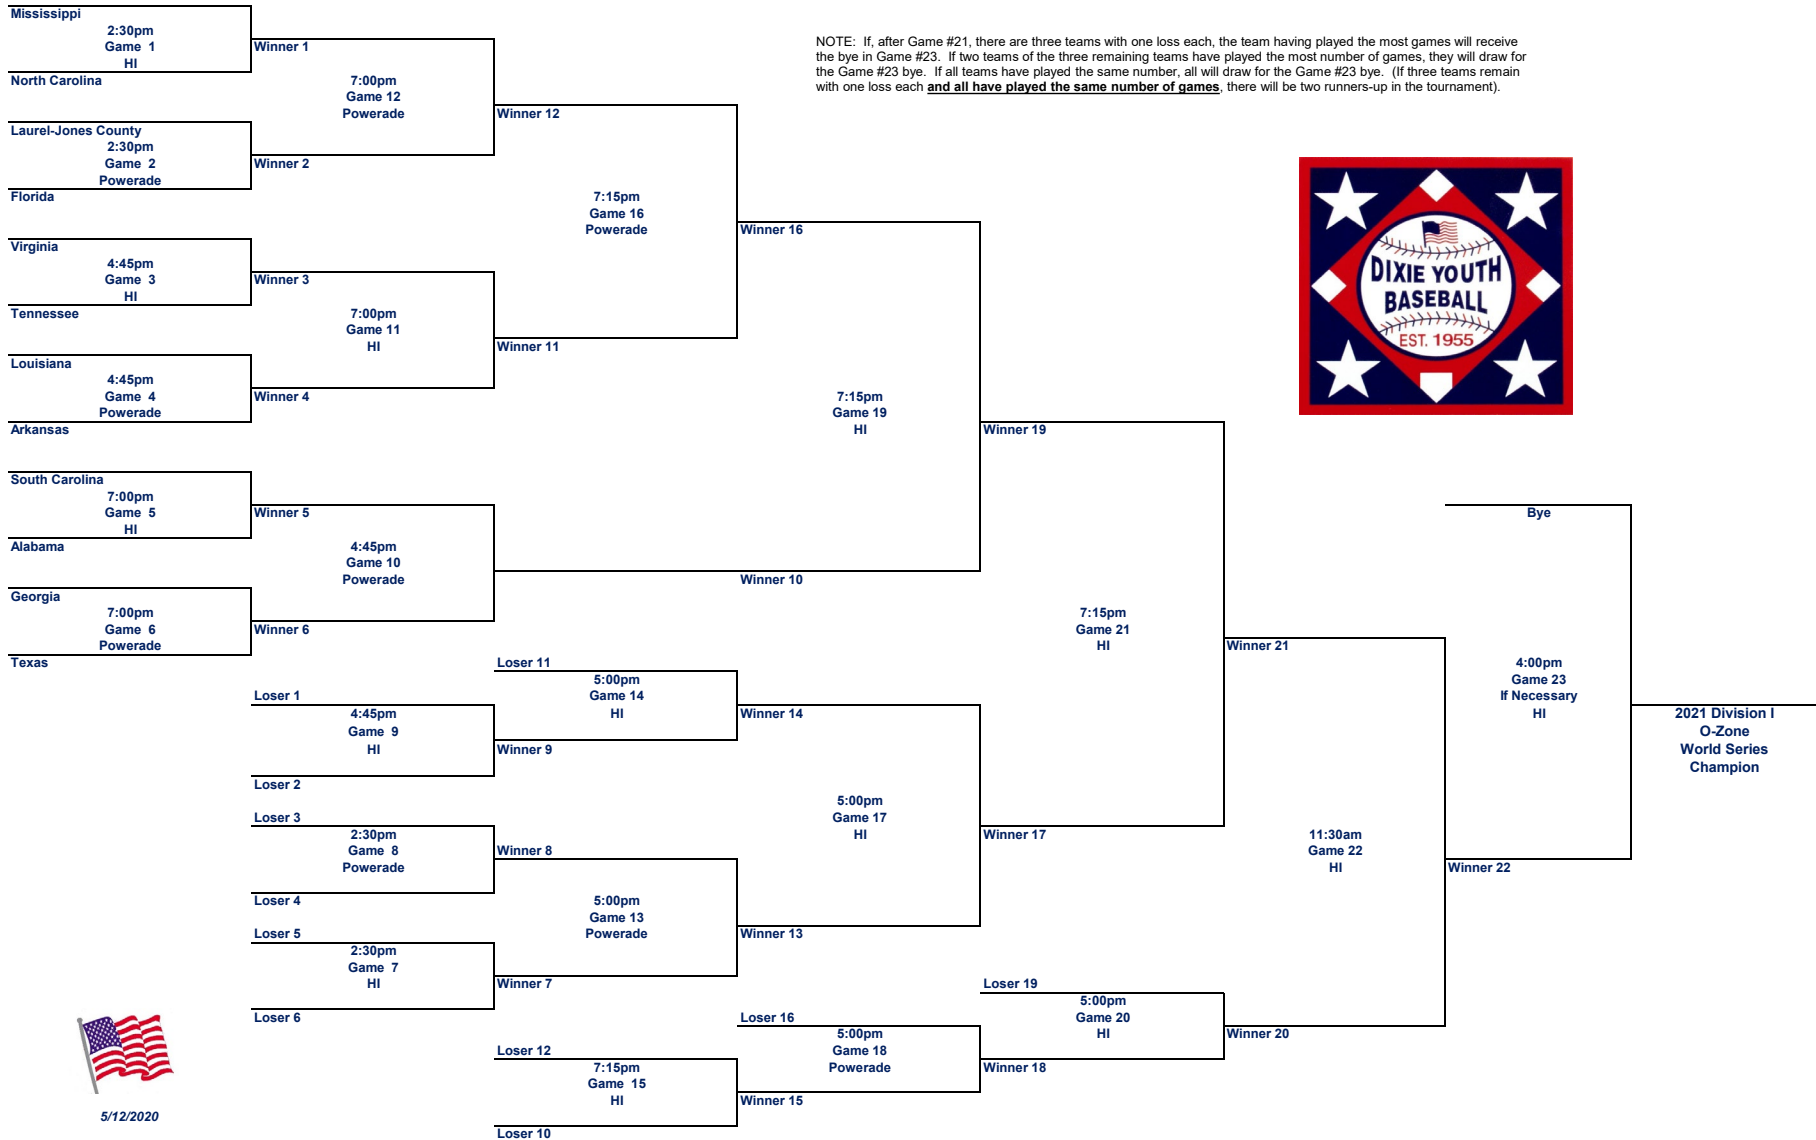 Mississippi
2:30pm
Game 1
HI
North Carolina
Winner 1
7:00pm
Game 12
Powerade
Laurel-Jones County
2:30pm
Game 2
Powerade
Florida
Winner 2
Winner 12
NOTE: If, after Game #21, there are three teams with one loss each, the team having played the most games will receive
the bye in Game #23. If two teams of the three remaining teams have played the most number of games, they will draw for
the Game #23 bye. If all teams have played the same number, all will draw for the Game #23 bye. (If three teams remain
with one loss each and all have played the same number of games, there will be two runners-up in the tournament).
7:15pm
Game 16
Powerade
Winner 16
Virginia
4:45pm
Game 3
HI
Tennessee
Winner 3
7:00pm
Game 11
HI
Winner 11
Louisiana
4:45pm
Game 4
Powerade
Arkansas
Winner 4
DIXIE YOUTH
BASEBALL
EST. 1955
7:15pm
Game 19
HI
Winner 19
South Carolina
7:00pm
Game 5
HI
Alabama
Winner 5
4:45pm
Game 10
Powerade
Winner 10
Georgia
7:00pm
Game 6
Powerade
Texas
Winner 6
Bye
7:15pm
Game 21
HI
Winner 21
4:00pm
Game 23
If Necessary
HI
2021 Division I
O-Zone
World Series
Champion
Loser 11
5:00pm
Game 14
HI
Winner 14
Loser 1
4:45pm
Game 9
HI
Winner 9
Loser 2
Loser 3
2:30pm
Game 8
Powerade
Winner 8
Loser 4
5:00pm
Game 17
HI
Winner 17
11:30am
Game 22
HI
Winner 22
Loser 5
2:30pm
Game 7
HI
Winner 7
Loser 6
5:00pm
Game 13
Powerade
Winner 13
Loser 19
5:00pm
Game 20
HI
Winner 20
Loser 16
5:00pm
Game 18
Powerade
Winner 18
Loser 12
7:15pm
Game 15
HI
Winner 15
Loser 10
5/12/2020